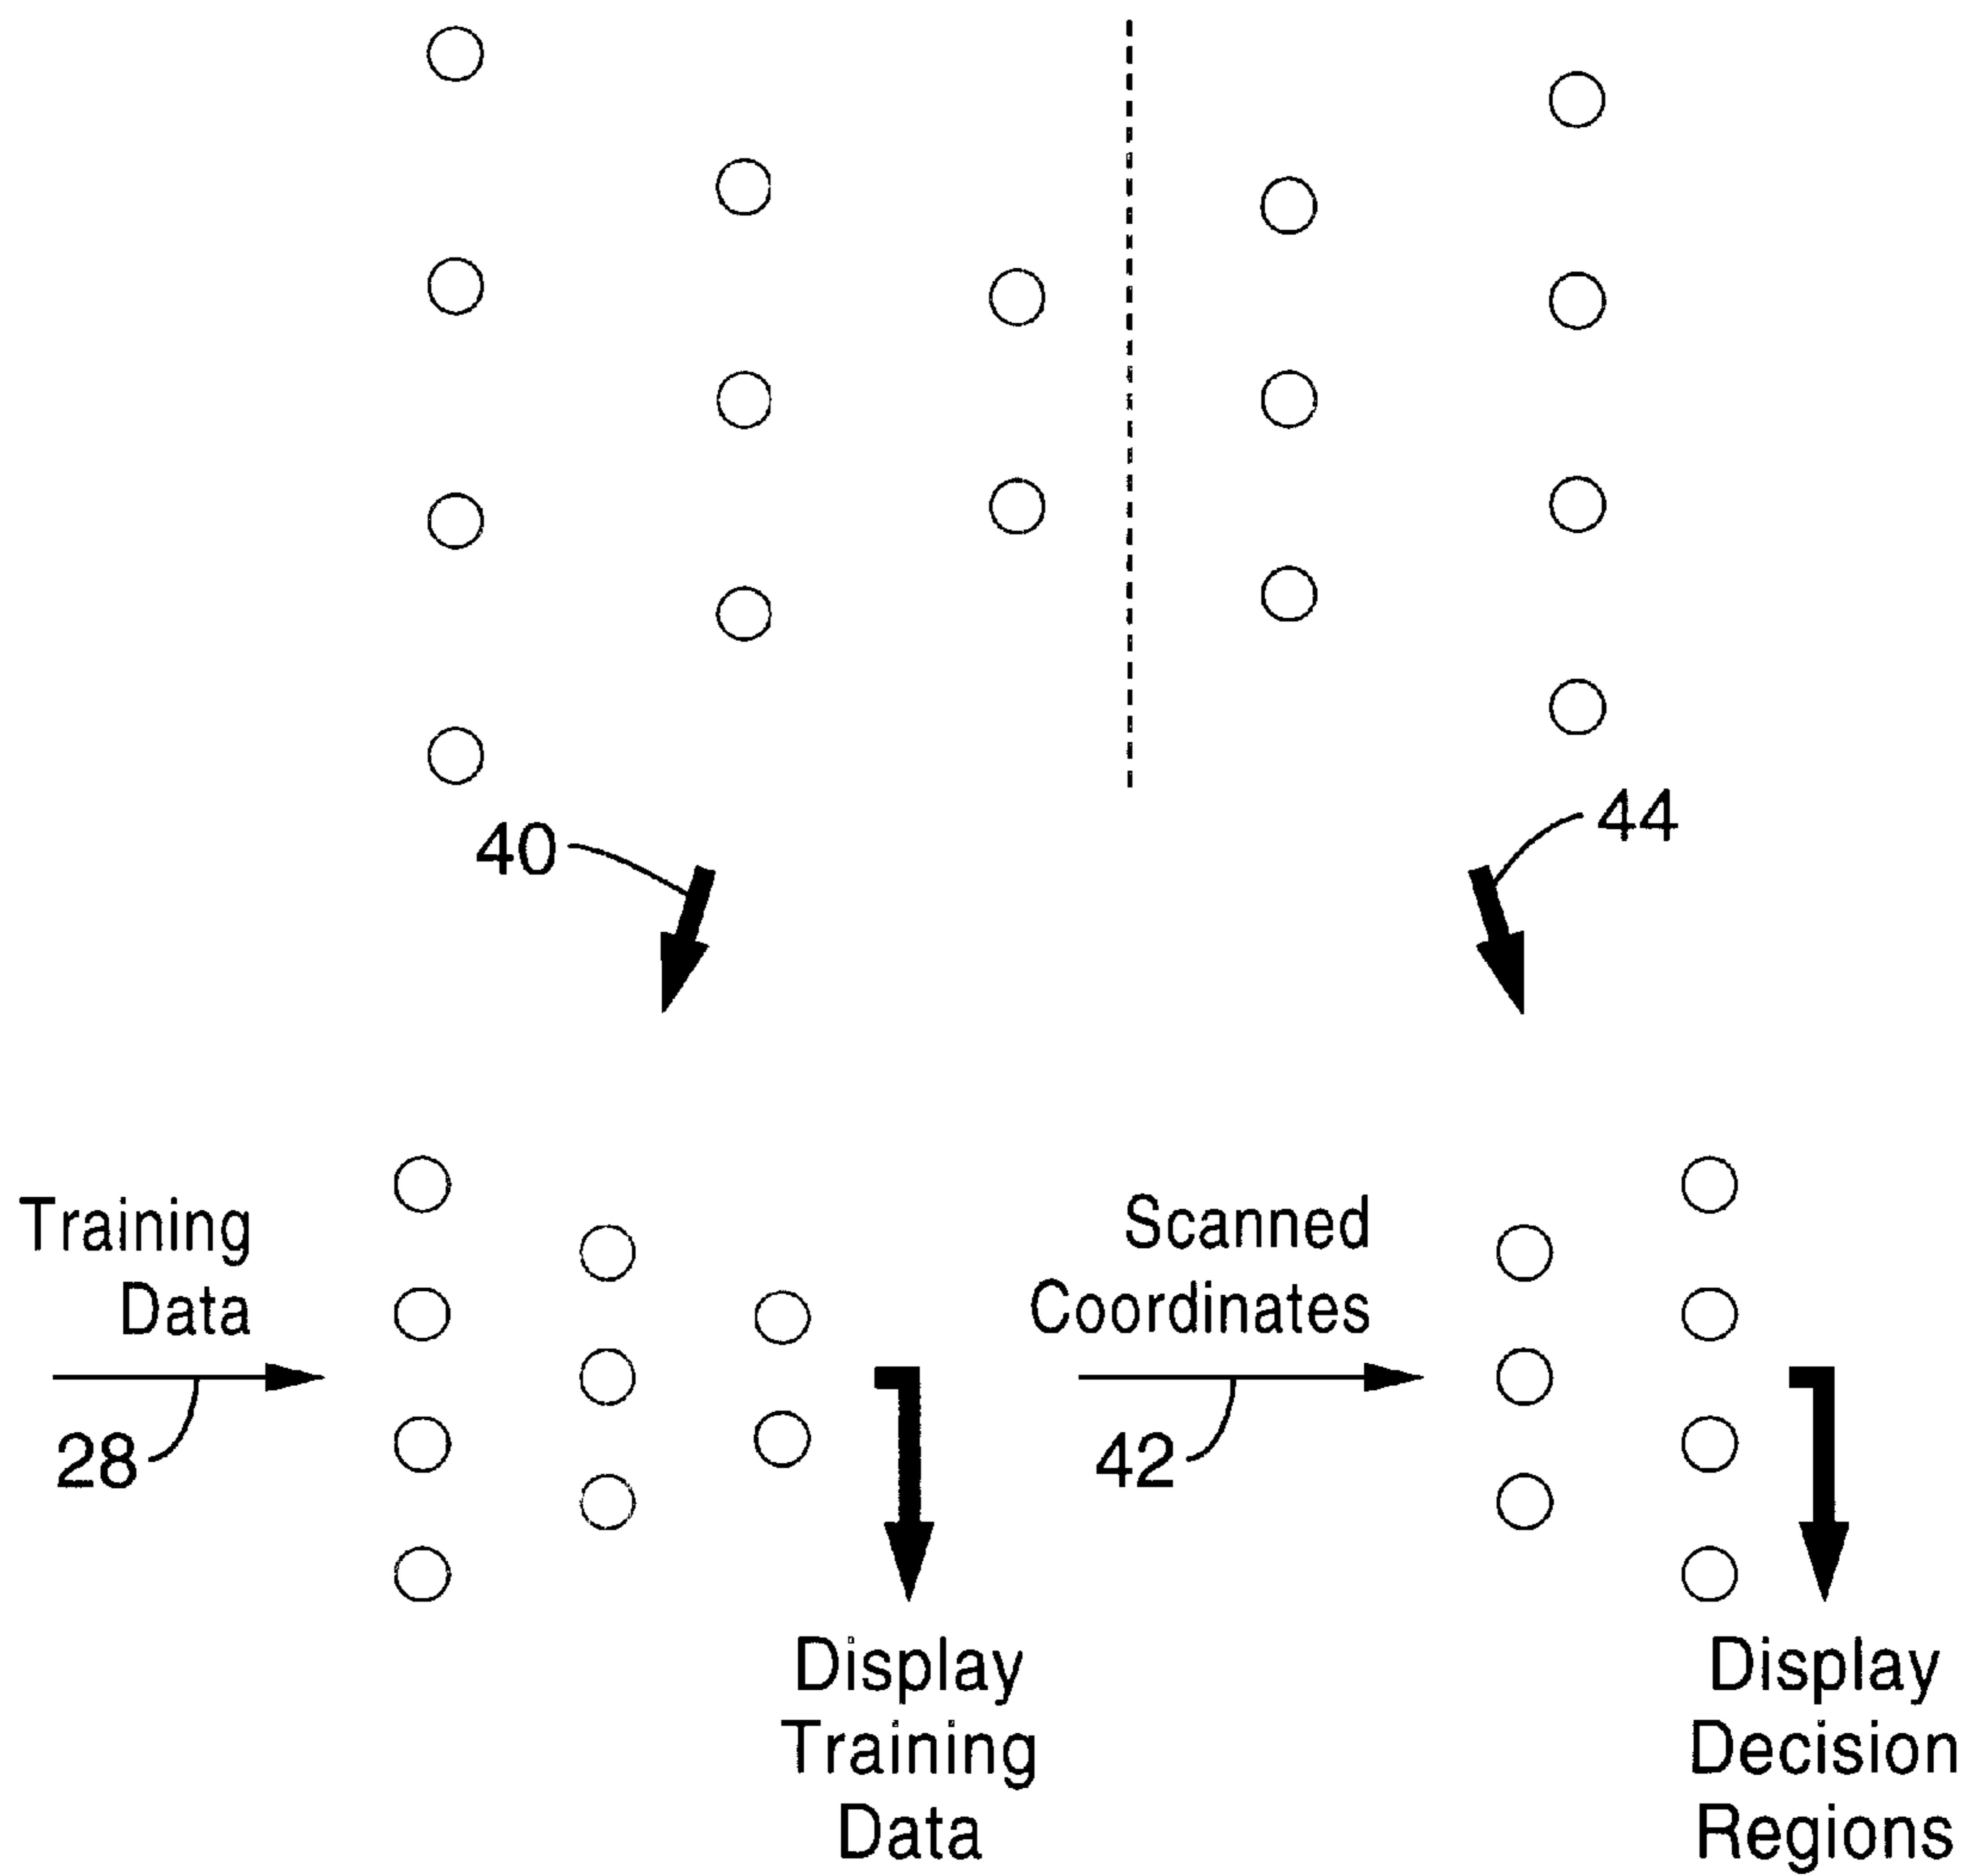 40
44
Training
Data
28
Scanned
Coordinates
42
Display
Training
Data
Display
Decision
Regions